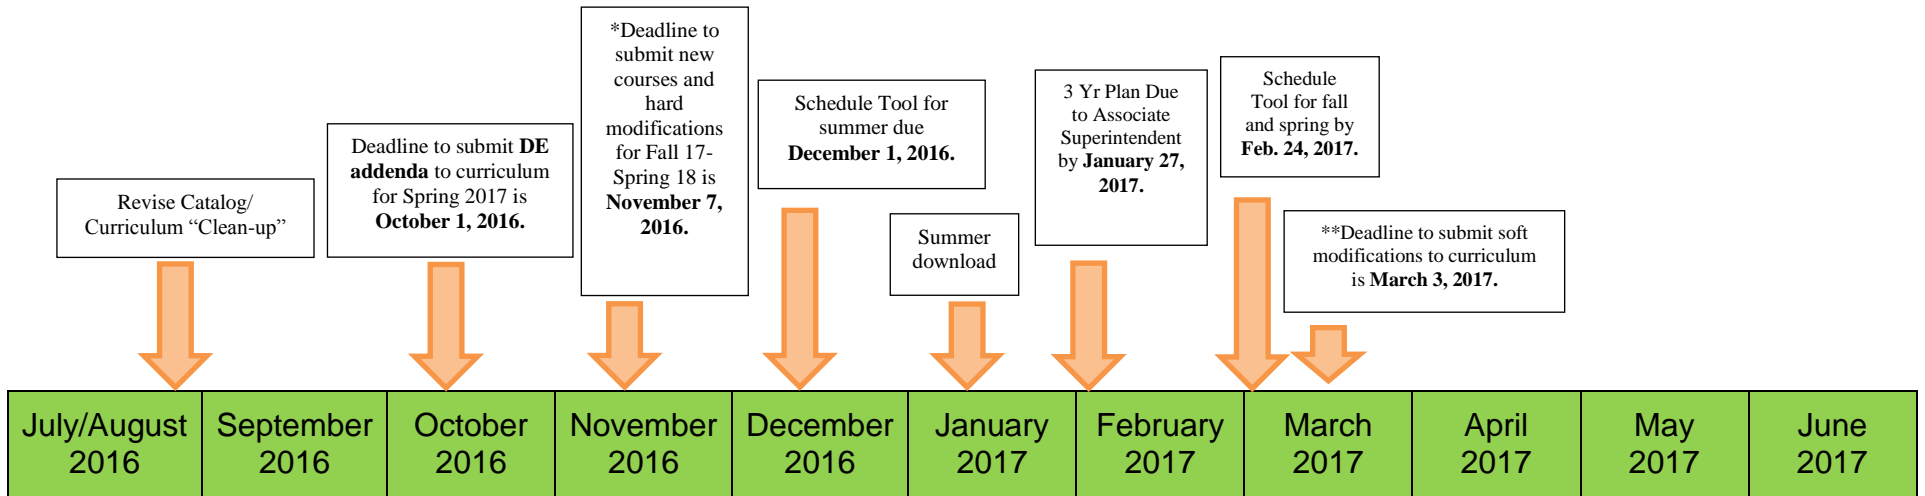 Revise Catalog/
Curriculum “Clean-up”
Deadline to submit DE
addenda to curriculum
for Spring 2017 is
October 1, 2016.
*Deadline to
submit new
courses and
hard
modifications
for Fall 17-
Spring 18 is
November 7,
2016.
Schedule Tool for
summer due
December 1, 2016.
Summer
download
3 Yr Plan Due
to Associate
Superintendent
by January 27,
2017.
Schedule
Tool for fall
and spring by
Feb. 24, 2017.
**Deadline to submit soft
modifications to curriculum
is March 3, 2017.
July/August
2016
September
2016
October
2016
November
2016
December
2016
January
2017
February
2017
March
2017
April
2017
May
2017
June
2017